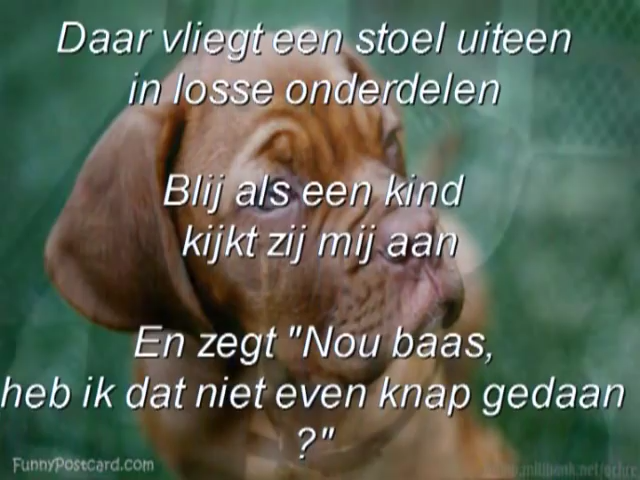 Daar vliegt een stoel uiteen
in losse onderdelen
Blij als een kind
kijkt zij mij aan
En zegt "Nou baas,
heb ik dat niet even knap gedaan
?"
FunnyPostcard.com